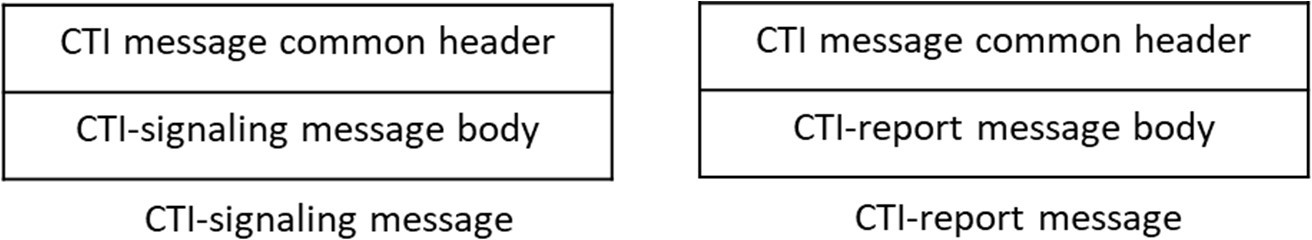 CTI message common header
CTI-signaling message body
CTI-signaling message
CTI message common header
CTI-report message body
CTI-report message